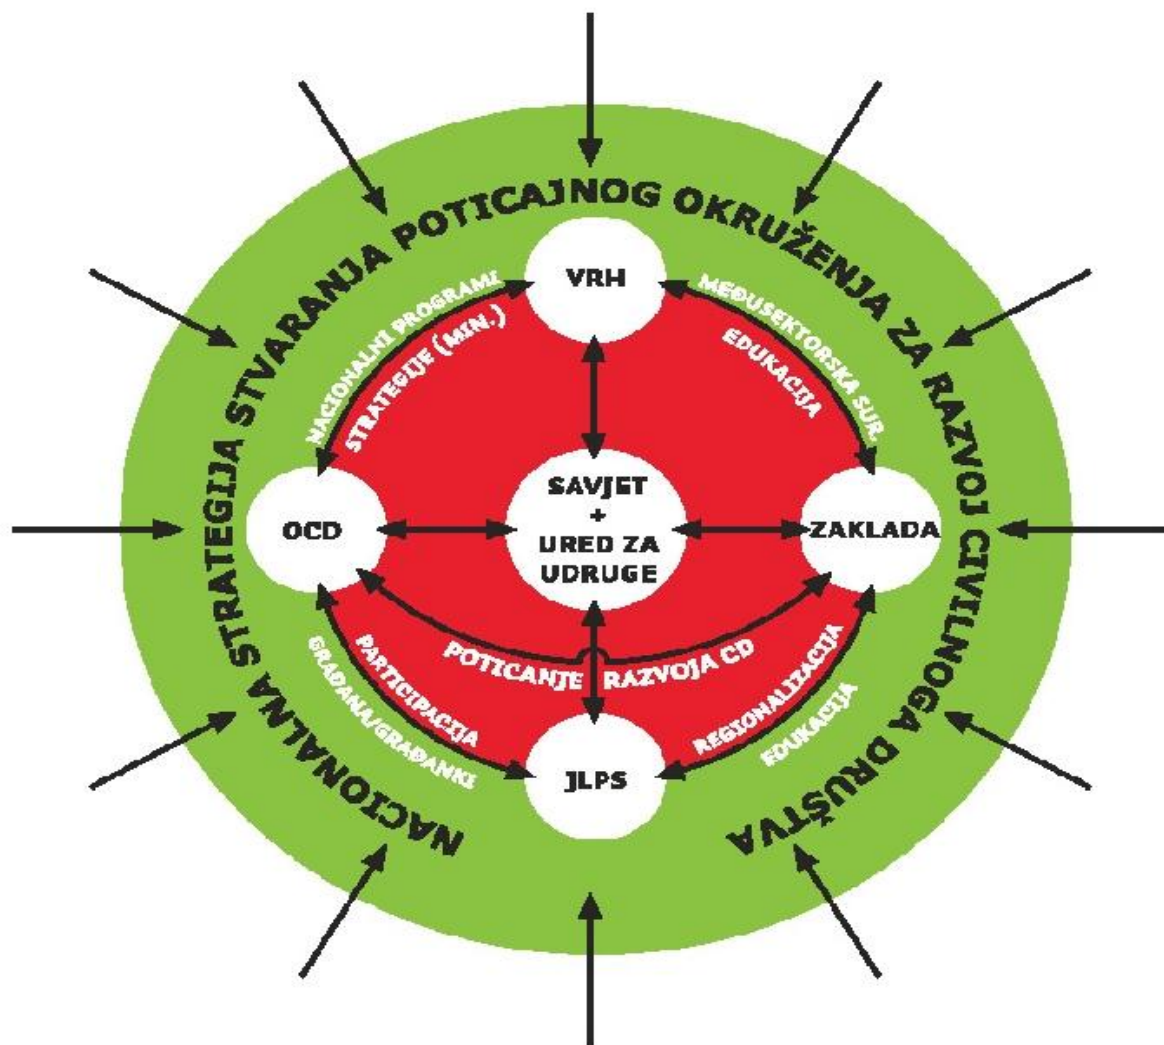 NACIONALNA STRATEGIJA STVARANJA POTICAJNOG OKRUŽENJA ZA RAZVOJ CIVILNOGA DRUŠTVA
VRH
NACIONALNI PROGRAMI
STRATEGIJE (MIN.)
MEĐUSEKTORSKA SUR.
EDUKACIJA
OCD
SAVJET
+
URED ZA
UDRUGE
ZAKLADA
POTICANJE RAZVOJA CD
PARTICIPACIJA
GRAĐANA/GRAĐANKI
REGIONALIZACIJA
EDUKACIJA
JLPS